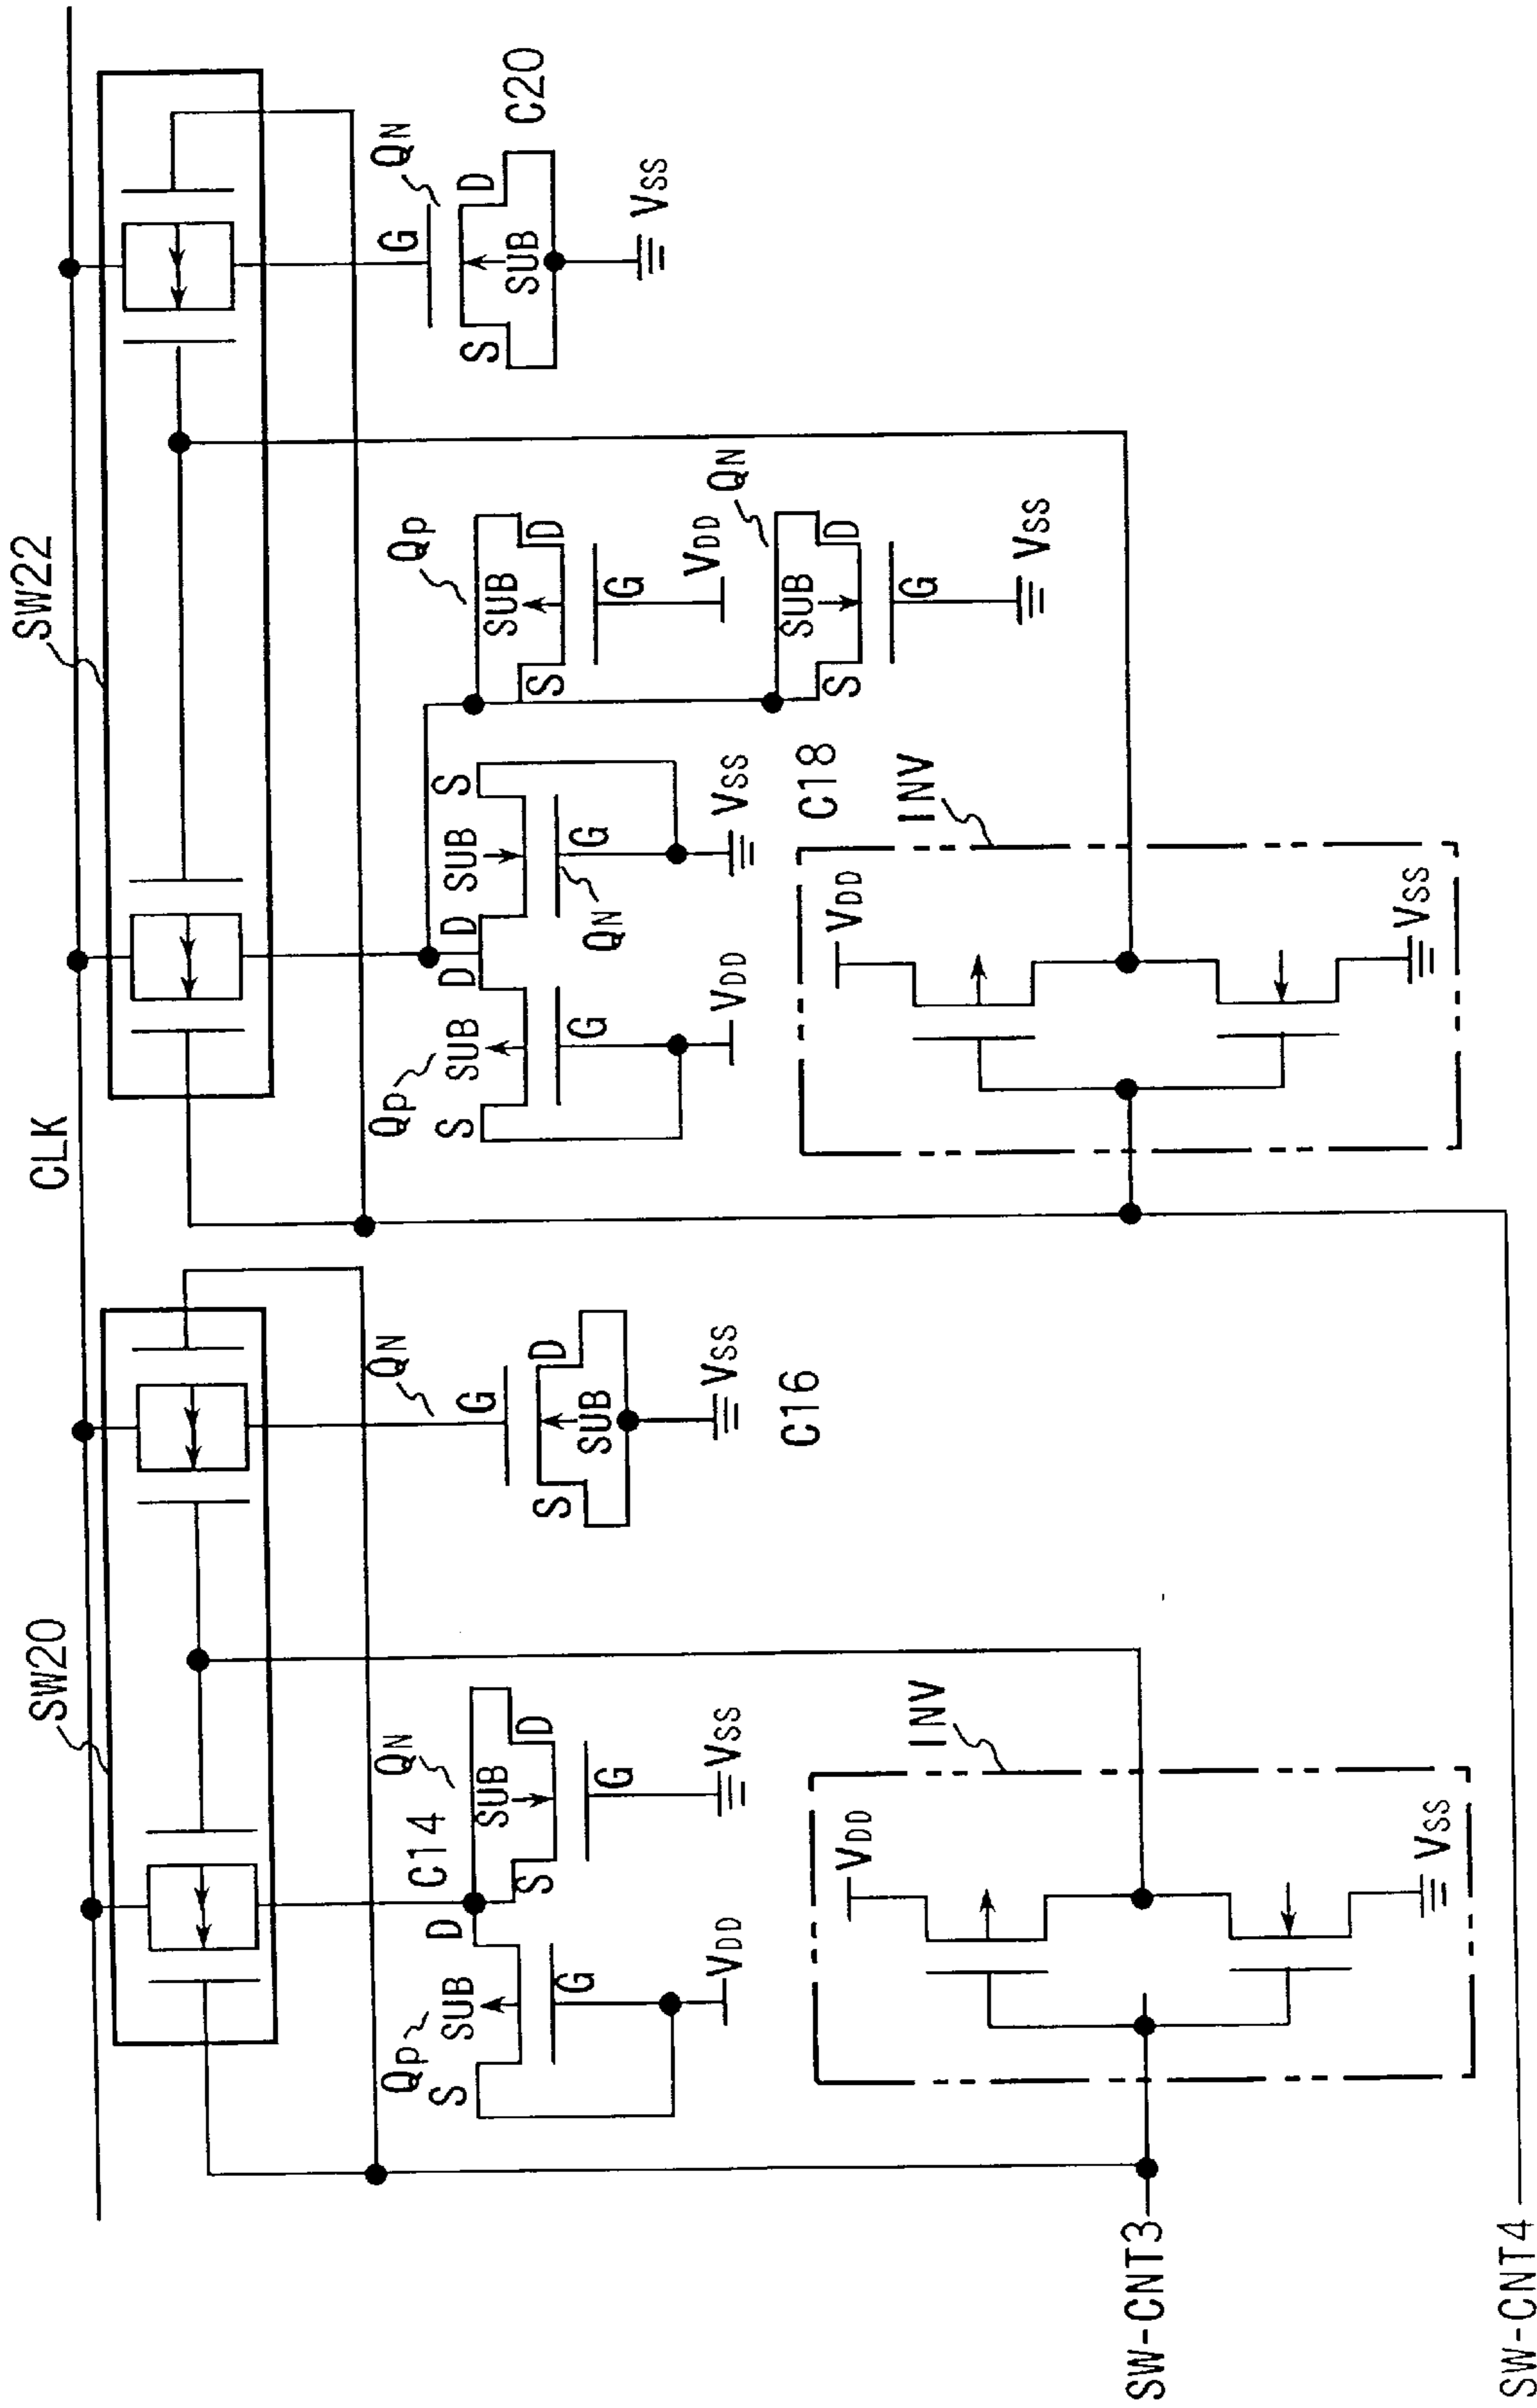 CLK
SW20
SW22
C14
QP
SUB
S
D
G
VDD
QN
SUB
S
D
G
VSS
QN
G
S
D
SUB
VSS
C16
QP
SUB
S
D
G
VDD
D
SUB
S
G
QN
VSS
C18
QP
SUB
S
D
G
VDD
QN
SUB
S
D
G
VSS
QN
G
S
D
SUB
VSS
C20
INV
VDD
VSS
INV
VDD
VSS
SW-CNT3
SW-CNT4